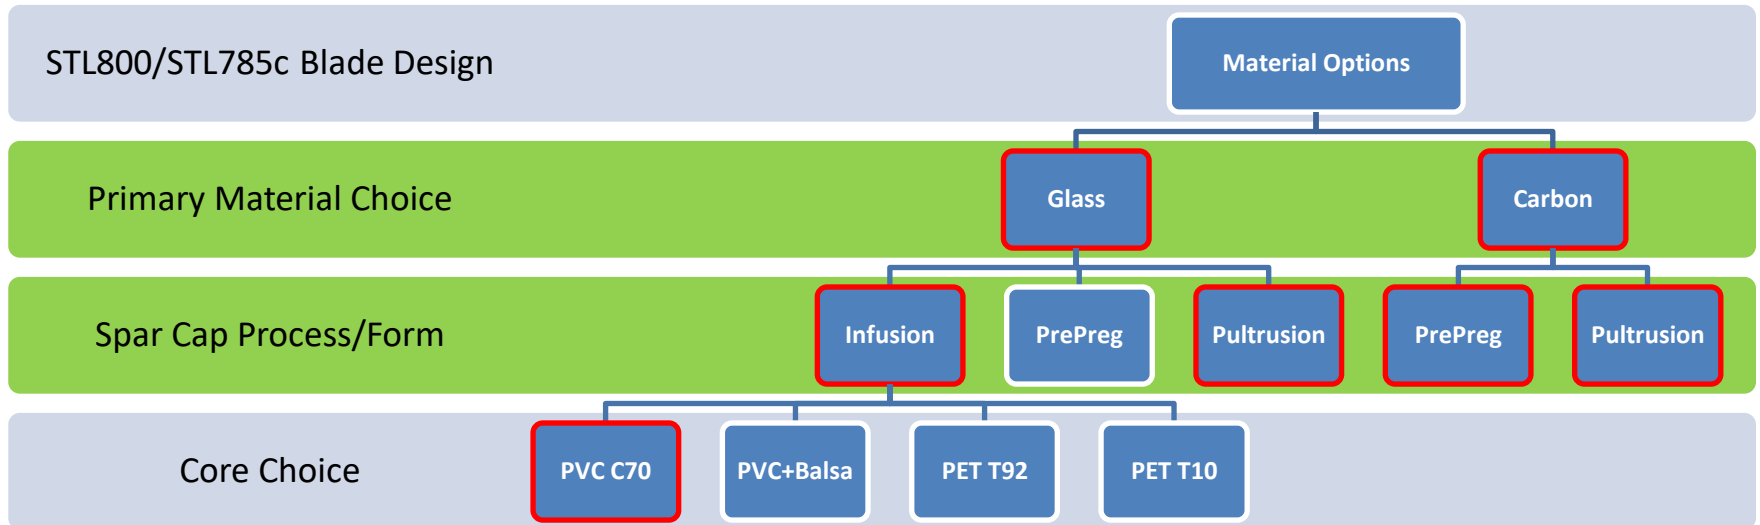 STL800/STL785c Blade Design
Material Options
Primary Material Choice
Glass
Carbon
Spar Cap Process/Form
Infusion
PrePreg
Pultrusion
PrePreg
Pultrusion
Core Choice
PVC C70
PVC+Balsa
PET T92
PET T10